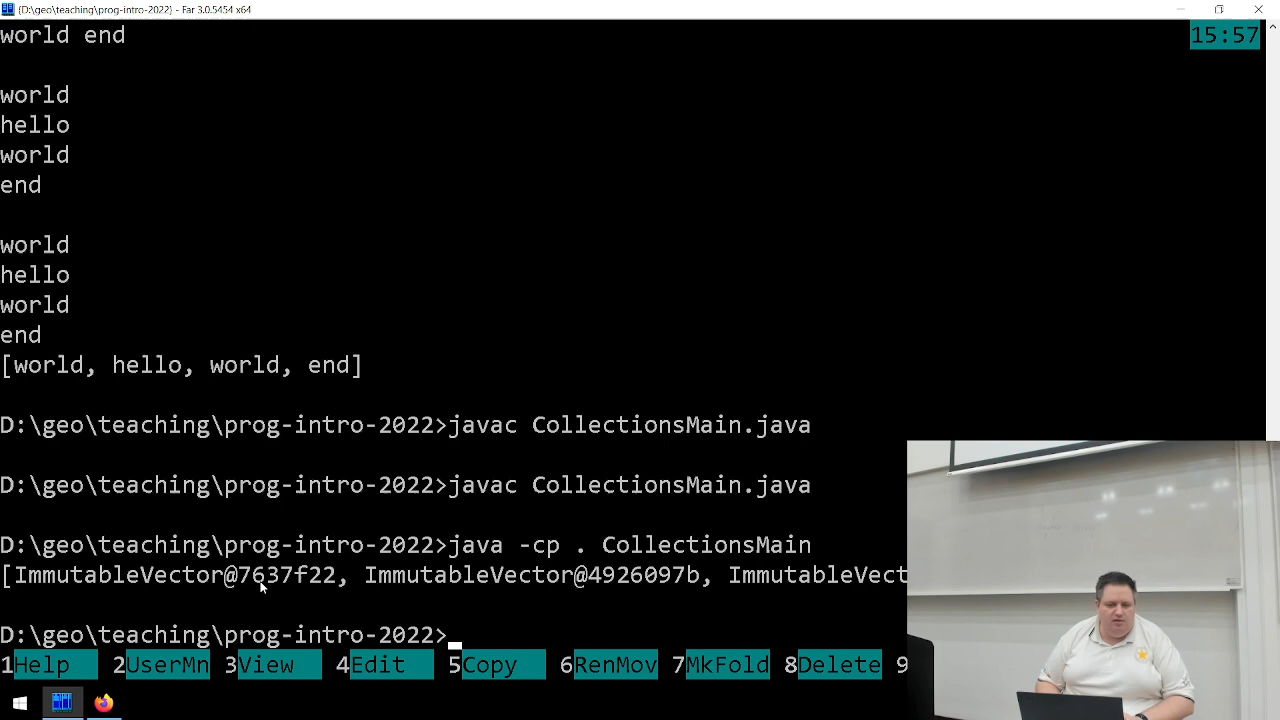 {D:\geo\teaching\prog-intro-2022} - Far 3.0.5454 x64
world end
15:57
world
hello
world
end
world
hello
world
end
[world, hello, world, end]
D:\geo\teaching\prog-intro-2022>javac CollectionsMain.java
D:\geo\teaching\prog-intro-2022>javac CollectionsMain.java
D:\geo\teaching\prog-intro-2022>java -cp . CollectionsMain
[ImmutableVector@7637f22, ImmutableVector@4926097b, ImmutableVect
D:\geo\teaching\prog-intro-2022>
1Help 2UserMn 3View 4Edit 5Copy 6RenMov 7MkFold 8Delete 9